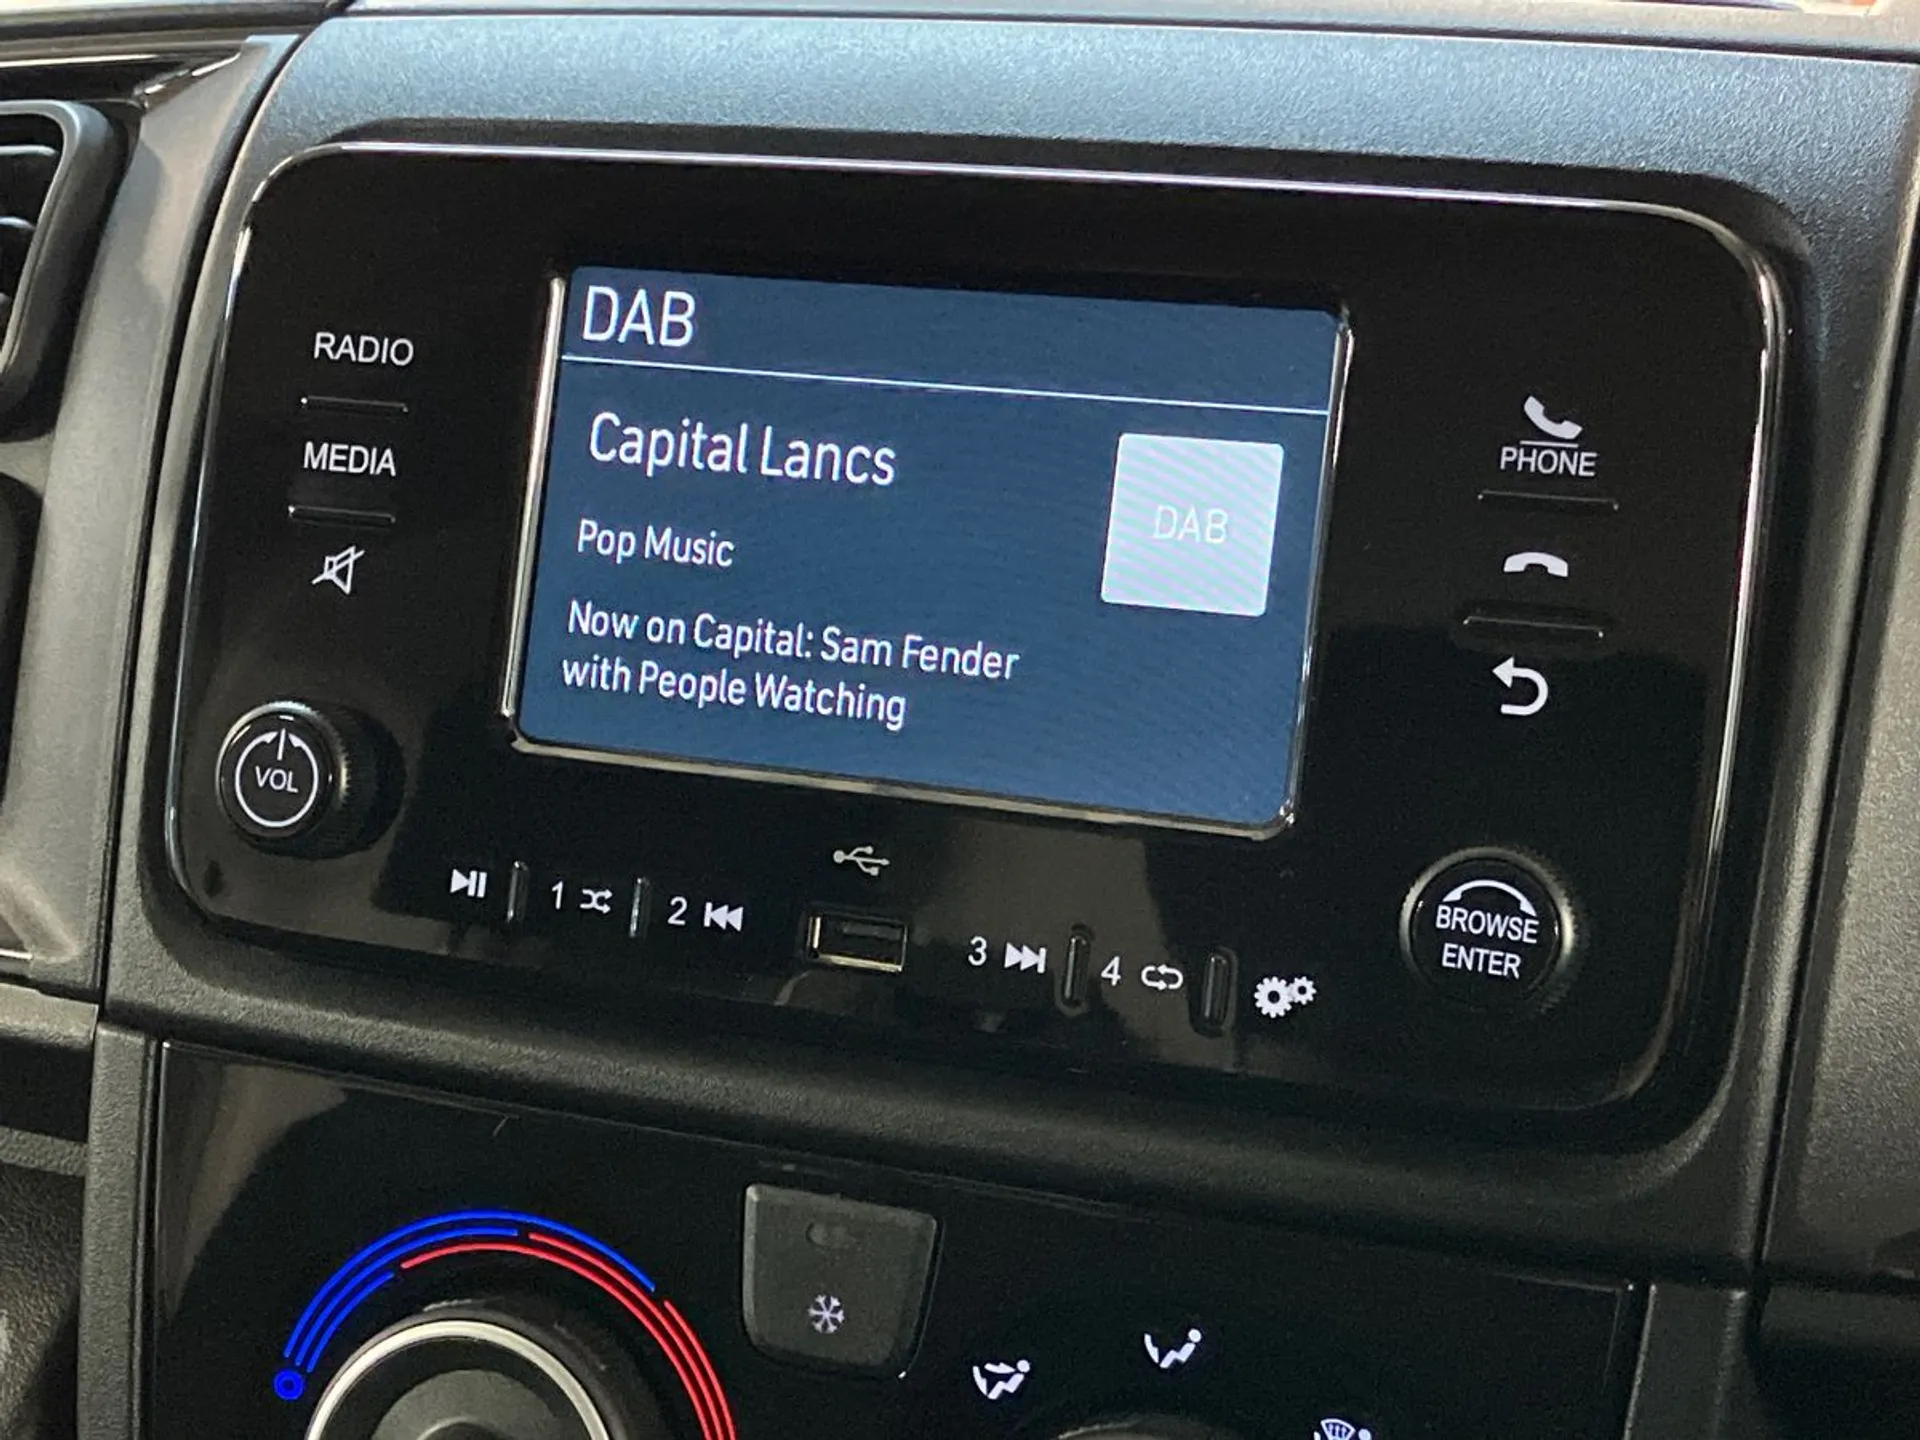 DAB
RADIO
Capital Lancs
PHONE
MEDIA
DAB
Pop Music
Now on Capital: Sam Fender
with People Watching
VOL
1
2
3
4
BROWSE
ENTER